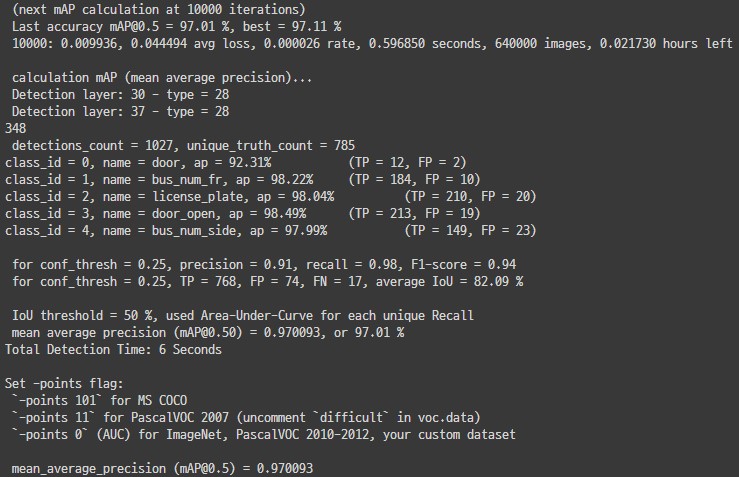 (next mAP calculation at 10000 iterations)
Last accuracy mAP@0.5 = 97.01 %, best = 97.11 %
10000: 0.009936, 0.044494 avg loss, 0.000026 rate, 0.596850 seconds, 640000 images, 0.021730 hours left
calculation mAP (mean average precision)...
Detection layer: 30 - type = 28
Detection layer: 37 - type = 28
348
detections_count = 1027, unique_truth_count = 785
class_id = 0, name = door, ap = 92.31% (TP = 12, FP = 2)
class_id = 1, name = bus_num_fr, ap = 98.22% (TP = 184, FP = 10)
class_id = 2, name = license_plate, ap = 98.04% (TP = 210, FP = 20)
class_id = 3, name = door_open, ap = 98.49% (TP = 213, FP = 19)
class_id = 4, name = bus_num_side, ap = 97.99% (TP = 149, FP = 23)
for conf_thresh = 0.25, precision = 0.91, recall = 0.98, F1-score = 0.94
for conf_thresh = 0.25, TP = 768, FP = 74, FN = 17, average IoU = 82.09 %
IoU threshold = 50 %, used Area-Under-Curve for each unique Recall
mean average precision (mAP@0.50) = 0.970093, or 97.01 %
Total Detection Time: 6 Seconds
Set -points flag:
`-points 101` for MS COCO
`-points 11` for PascalVOC 2007 (uncomment `difficult` in voc.data)
`-points 0` (AUC) for ImageNet, PascalVOC 2010-2012, your custom dataset
mean_average_precision (mAP@0.5) = 0.970093